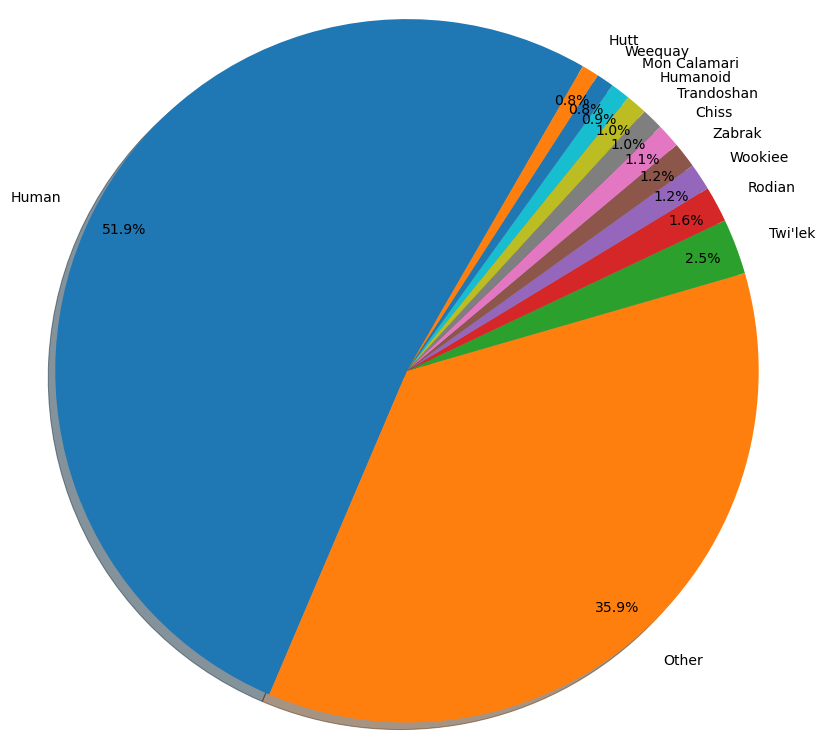 Hutt
Weequay
Mon Calamari
Humanoid
Trandoshan
Chiss
Zabrak
Wookiee
Rodian
Twi'lek
Human
Other
0.8%
0.8%
0.9%
1.0%
1.0%
1.1%
1.2%
1.2%
1.6%
2.5%
51.9%
35.9%